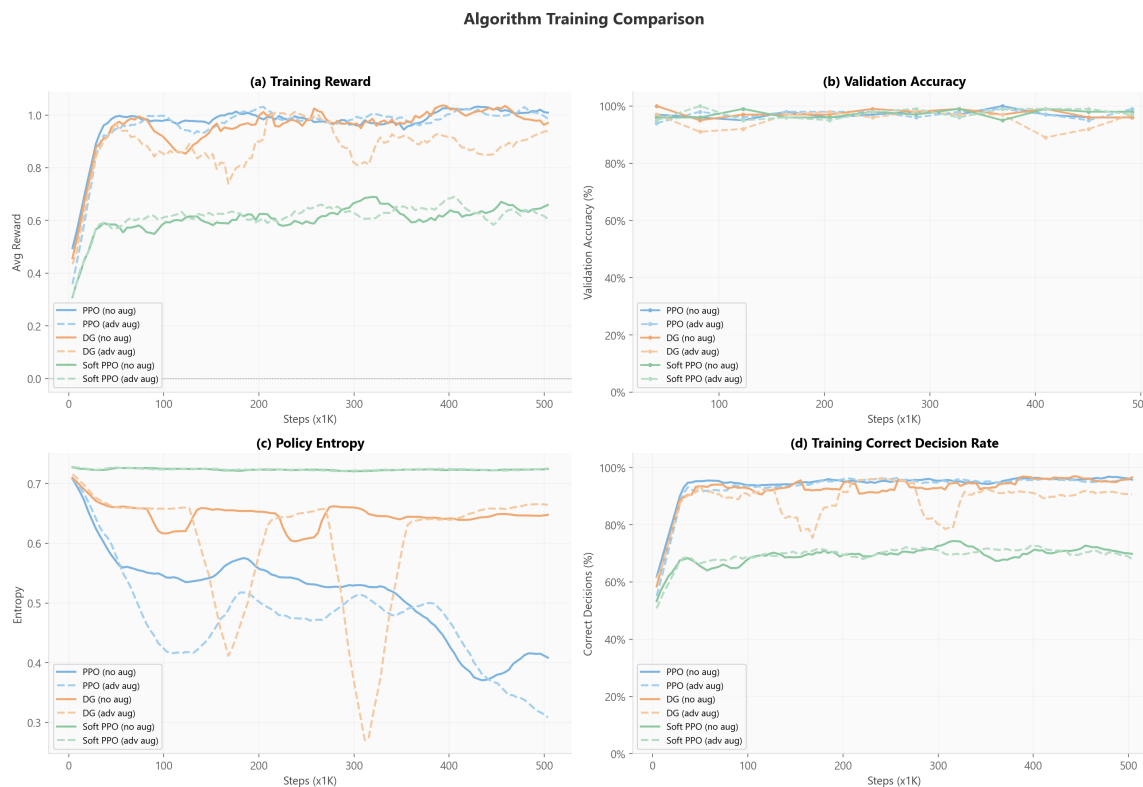 Algorithm Training Comparison
(a) Training Reward
Avg Reward
1.0
0.8
0.6
0.4
0.2
0.0
PPO (no aug)
PPO (adv aug)
DG (no aug)
DG (adv aug)
Soft PPO (no aug)
Soft PPO (adv aug)
0 100 200 300 400 500
Steps (x1K)
(b) Validation Accuracy
Validation Accuracy (%)
100%
80%
60%
40%
20%
0%
PPO (no aug)
PPO (adv aug)
DG (no aug)
DG (adv aug)
Soft PPO (no aug)
Soft PPO (adv aug)
100 200 300 400 500
Steps (x1K)
(c) Policy Entropy
Entropy
0.7
0.6
0.5
0.4
0.3
PPO (no aug)
PPO (adv aug)
DG (no aug)
DG (adv aug)
Soft PPO (no aug)
Soft PPO (adv aug)
0 100 200 300 400 500
Steps (x1K)
(d) Training Correct Decision Rate
Correct Decisions (%)
100%
80%
60%
40%
20%
0%
PPO (no aug)
PPO (adv aug)
DG (no aug)
DG (adv aug)
Soft PPO (no aug)
Soft PPO (adv aug)
0 100 200 300 400 500
Steps (x1K)